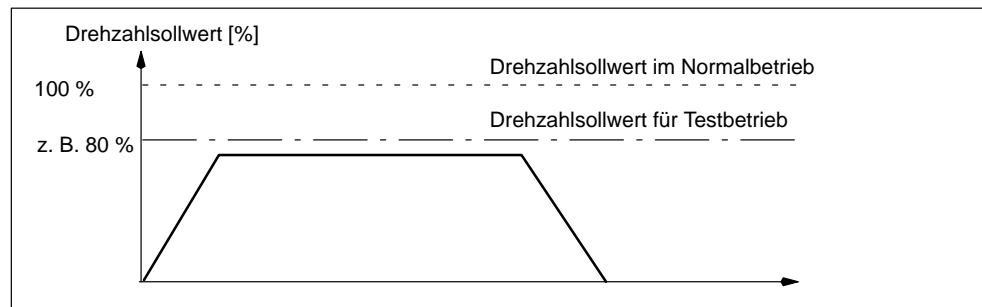 Drehzahlsollwert [%]
Drehzahlsollwert im Normalbetrieb
100 %
Drehzahlsollwert für Testbetrieb
z. B. 80 %